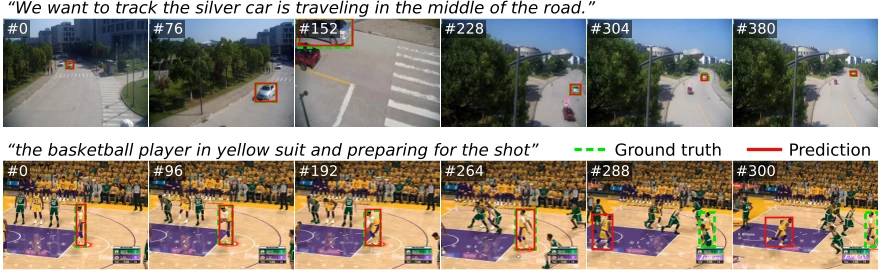 “We want to track the silver car is traveling in the middle of the road.”
#0 #76 #152 #228 #304 #380
“the basketball player in yellow suit and preparing for the shot” Ground truth Prediction
#0 #96 #192 #264 #288 #300